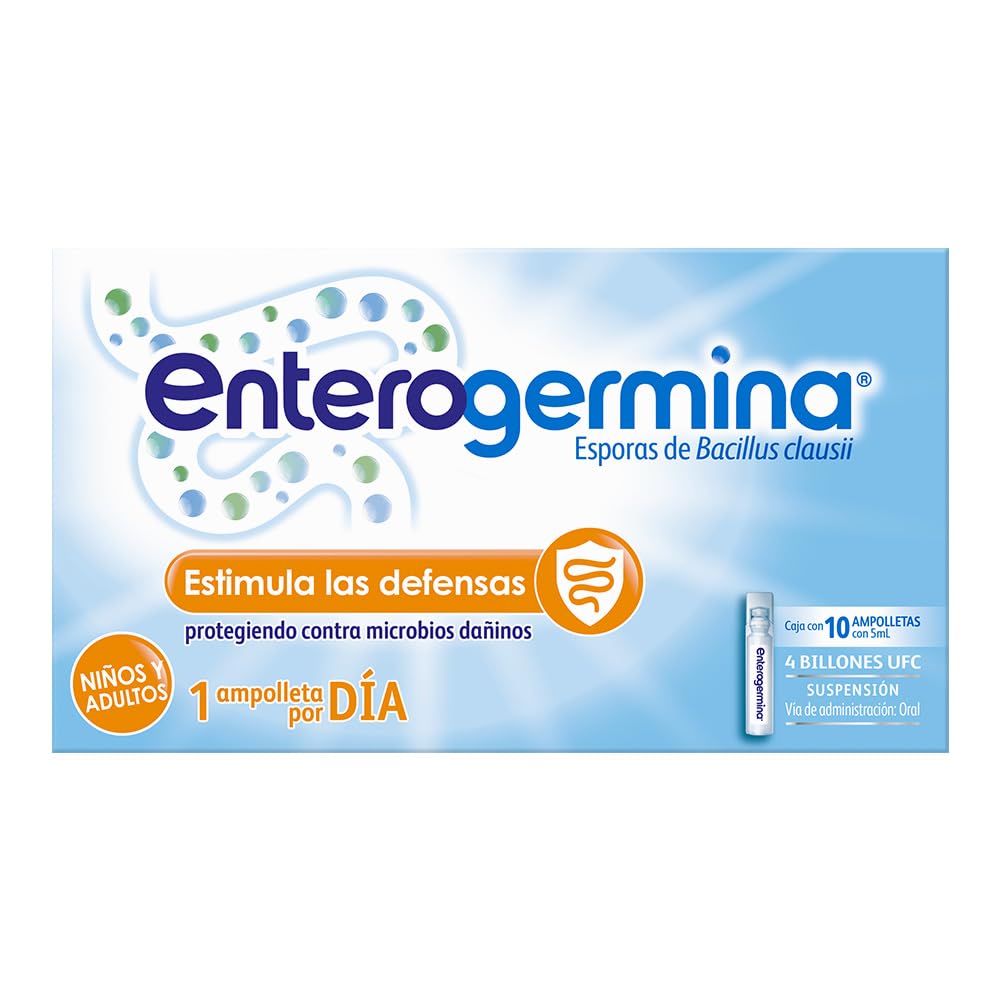 enterogermina®
Esporas de Bacillus clausii
Estimula las defensas
protegiendo contra microbios dañinos
NIÑOS Y
ADULTOS
1 ampolleta
por DÍA
enterogermina
Caja con 10 AMPOLLETAS
con 5mL
4 BILLONES UFC
SUSPENSIÓN
Vía de administración: Oral